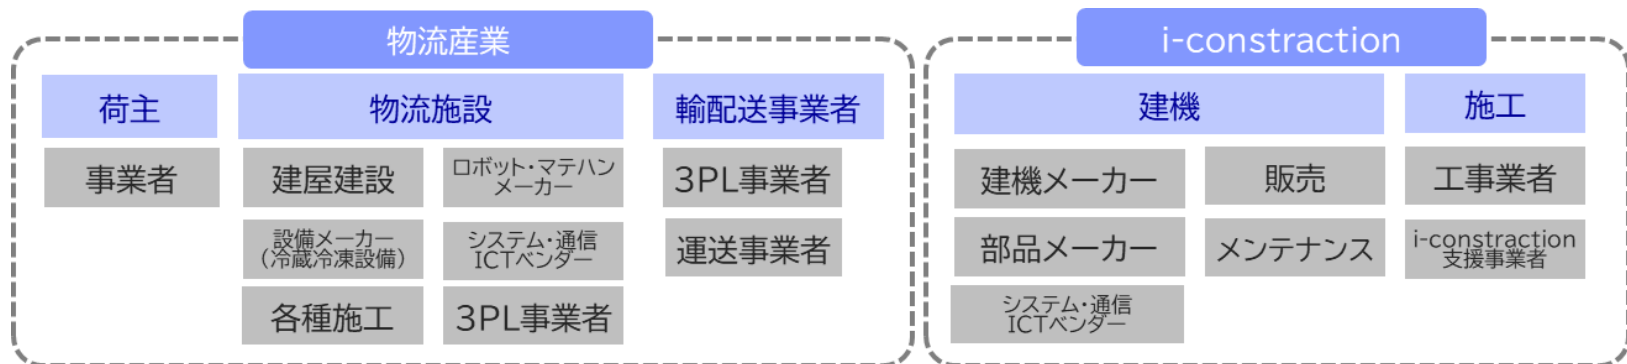 物流産業
荷主
事業者
物流施設
建屋建設
ロボット・マテハン
メーカー
設備メーカー
（冷蔵冷凍設備）
システム・通信
ICTベンダー
各種施工
3PL事業者
輸配送事業者
3PL事業者
運送事業者
i-constraction
建機
建機メーカー
販売
部品メーカー
メンテナンス
システム・通信
ICTベンダー
施工
工事業者
i-constraction
支援事業者